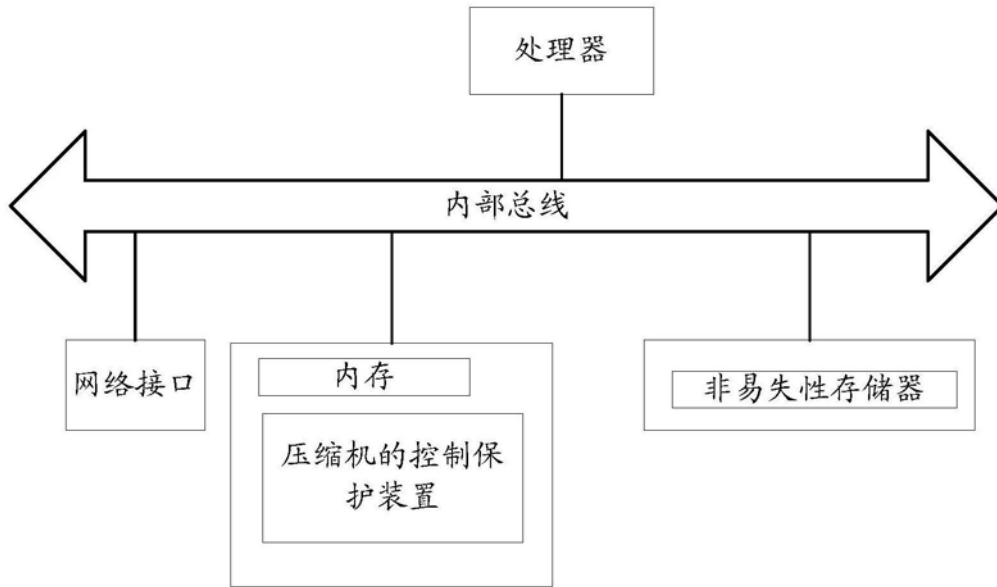 处理器
内部总线
网络接口
内存
非易失性存储器
压缩机的控制保
护装置